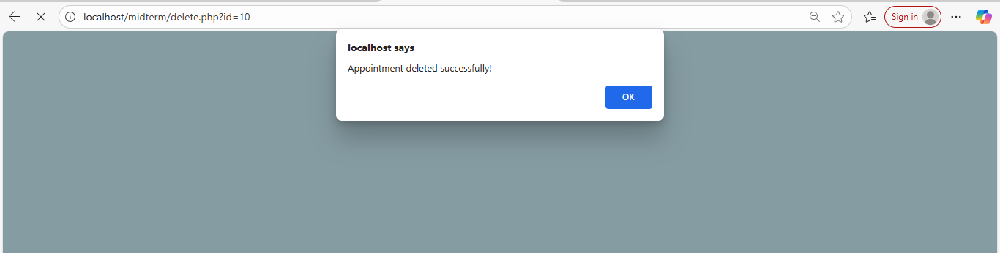 localhost/midterm/delete.php?id=10
Sign in
localhost says
Appointment deleted successfully!
OK